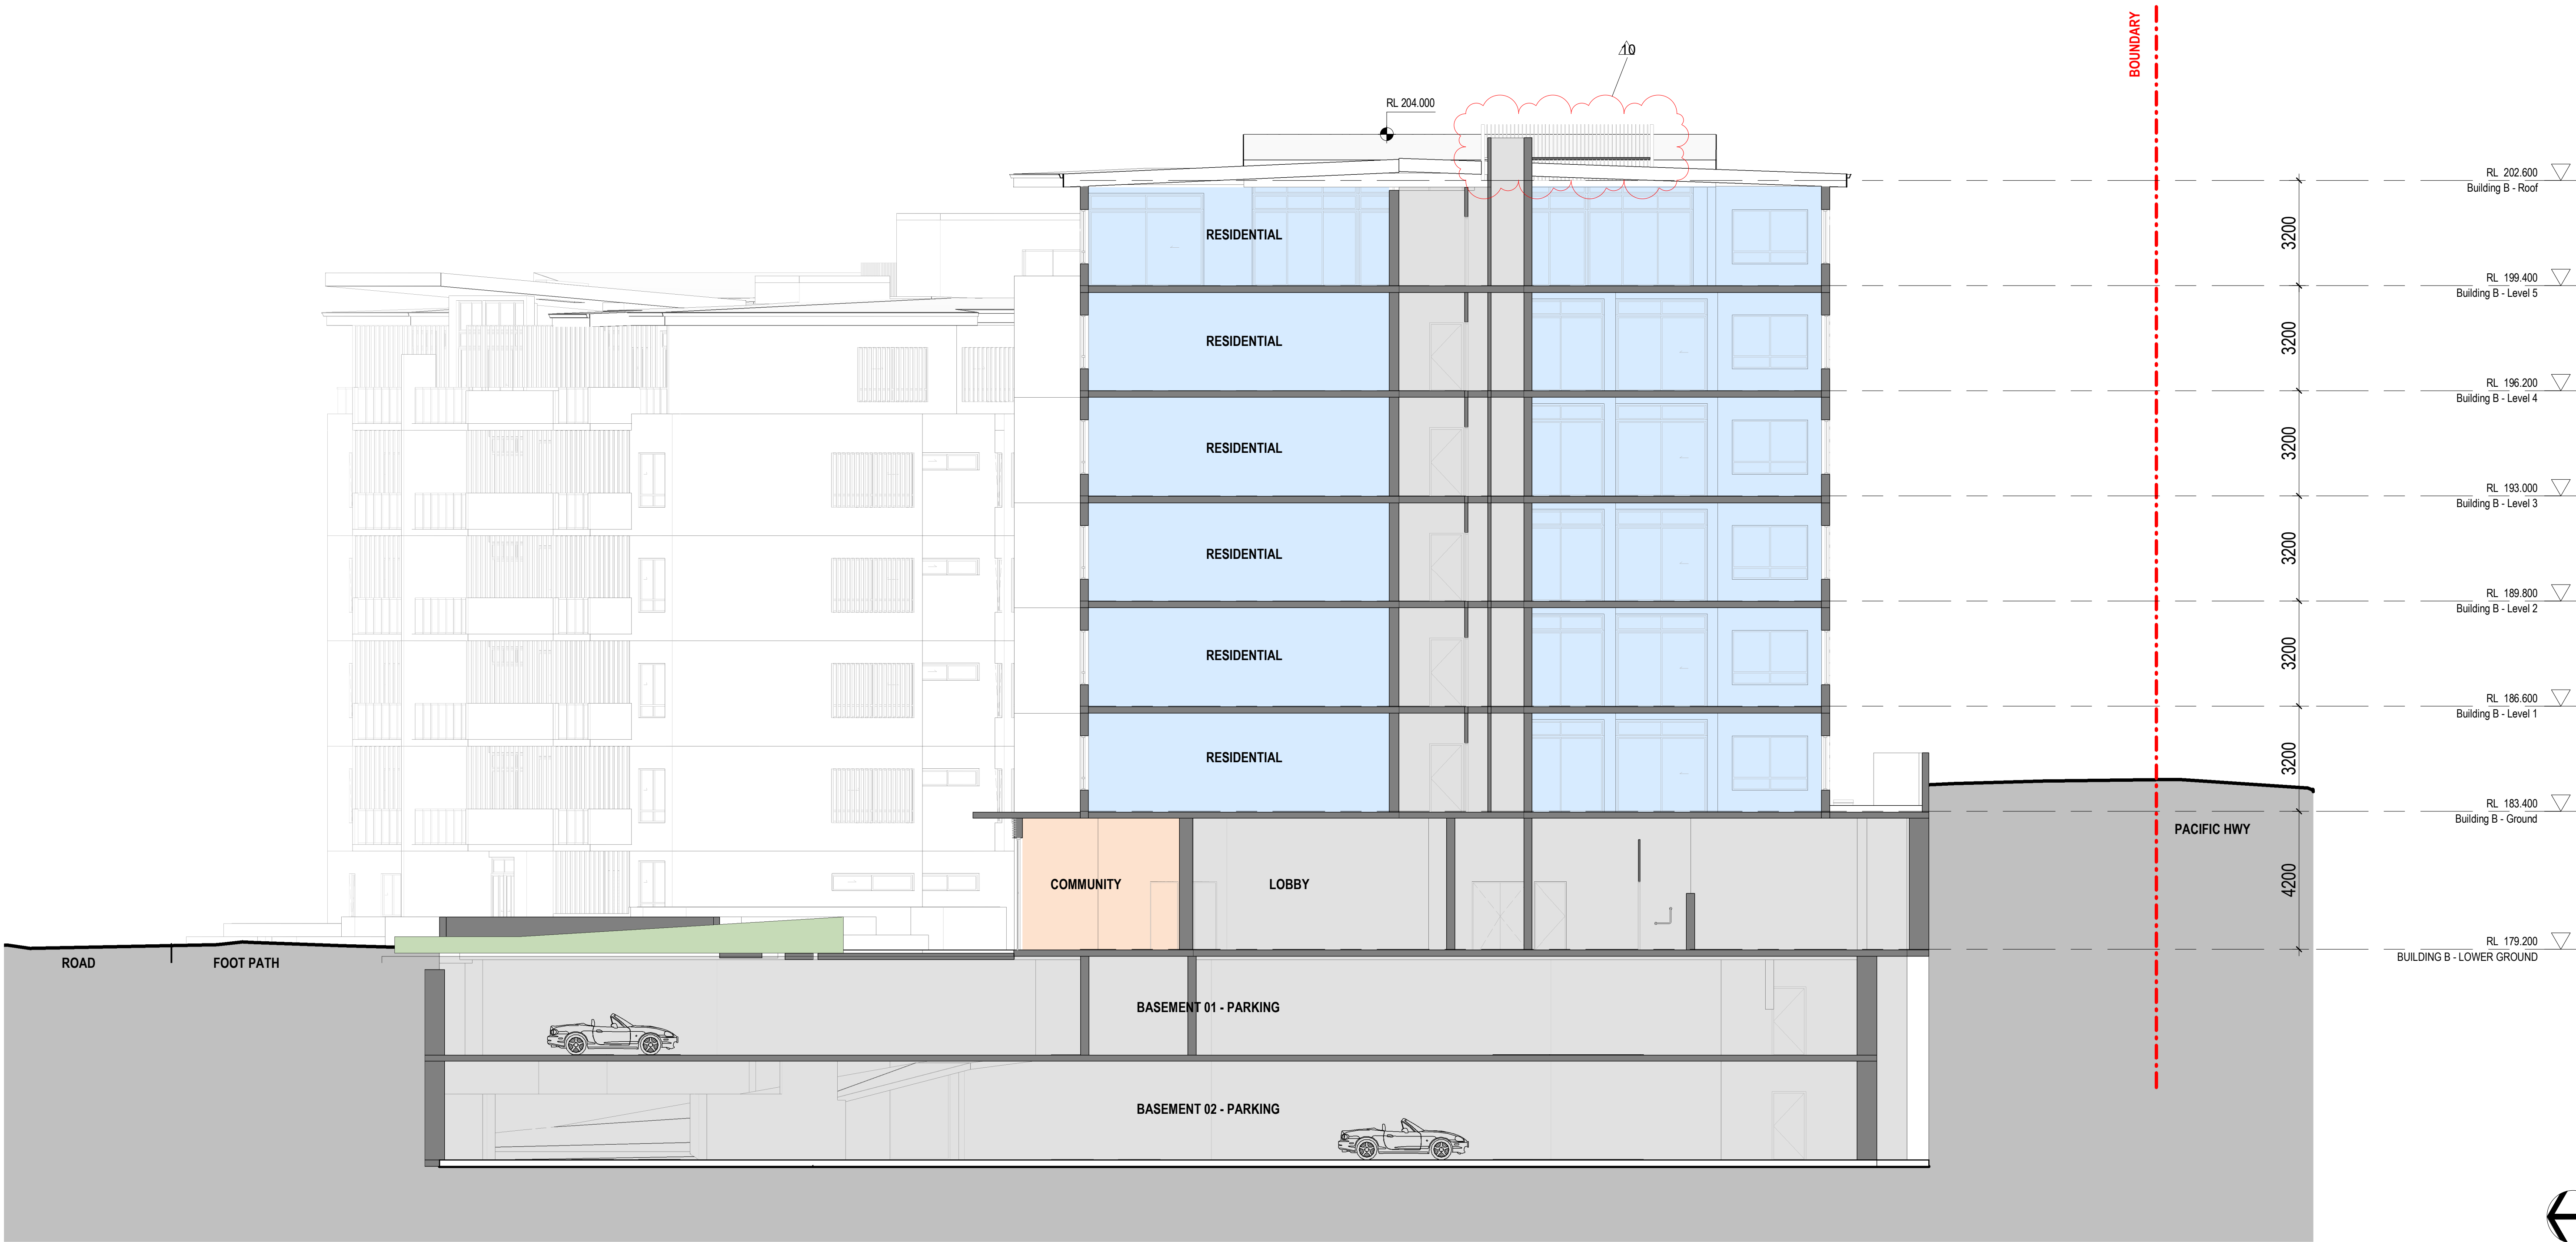 BOUNDARY
10
RL 204.000
RL 202.600
Building B - Roof
3200
RESIDENTIAL
RL 199.400
Building B - Level 5
3200
RESIDENTIAL
RL 196.200
Building B - Level 4
3200
RESIDENTIAL
RL 193.000
Building B - Level 3
3200
RESIDENTIAL
RL 189.800
Building B - Level 2
3200
RESIDENTIAL
RL 186.600
Building B - Level 1
3200
RESIDENTIAL
RL 183.400
Building B - Ground
PACIFIC HWY
4200
COMMUNITY
LOBBY
RL 179.200
BUILDING B - LOWER GROUND
ROAD
FOOT PATH
BASEMENT 01 - PARKING
BASEMENT 02 - PARKING